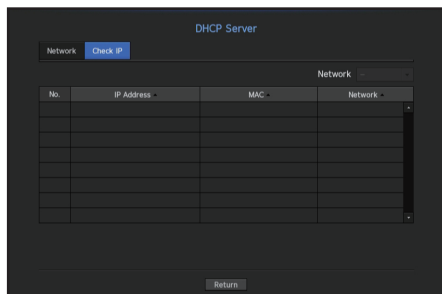 DHCP Server
Network Check IP
Network -
No. IP Address MAC Network
Return